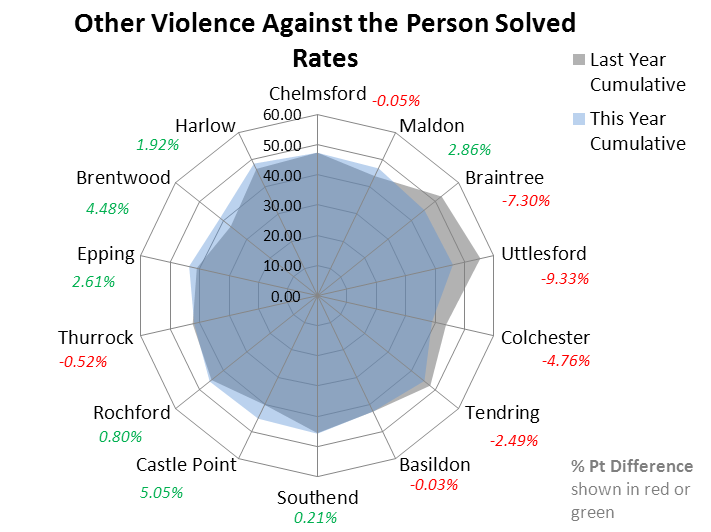 Other Violence Against the Person Solved
Rates
Last Year
Cumulative
This Year
Cumulative
Chelmsford
-0.05%
Maldon
2.86%
Braintree
-7.30%
Uttlesford
-9.33%
Colchester
-4.76%
Tendring
-2.49%
Basildon
-0.03%
Southend
0.21%
Castle Point
5.05%
Rochford
0.80%
Thurrock
-0.52%
Epping
2.61%
Brentwood
4.48%
Harlow
1.92%
60.00
50.00
40.00
30.00
20.00
10.00
0.00
% Pt Difference
shown in red or
green